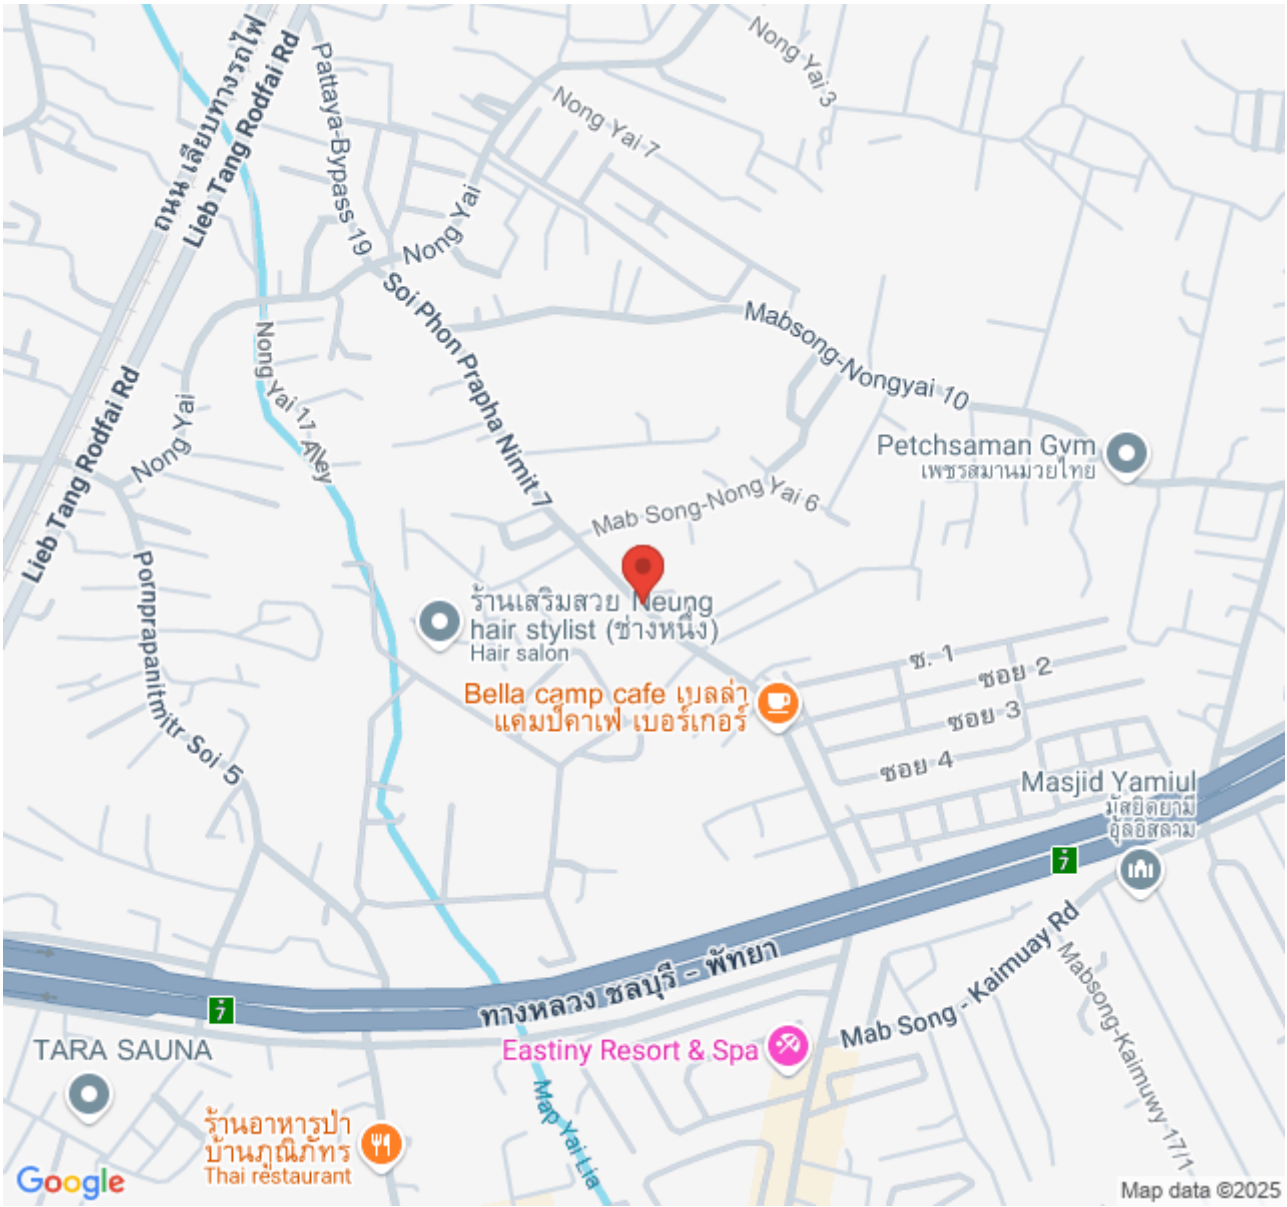 Nong Yai 3
ถนน เลียบทางรถไฟ
Lieb Tang Rodfai Rd
Pattaya-Bypass 19
Nong Yai 7
Nong Yai
Soi Phon Prapha Nimit 7
Mabsong-Nongyai 10
Nong Yai 11 Alley
Lieb Tang Rodfai Rd
Nong Yai
Petchsaman Gym
เพชรสมานมวยไทย
Mab Song-Nong Yai 6
Pornprapanitmitr Soi 5
ร้านเสริมสวย Neung
hair stylist (ช่างหนึ่ง)
Hair salon
ซ. 1
ซอย 2
ซอย 3
ซอย 4
Bella camp cafe เบลล่า
แคมป์คาเฟ่ เบอร์เกอร์
Masjid Yamiul
มัสยิดยามี
อุ้ลอิสลาม
7
Mab Song - Kaimuay Rd
Mabsong-Kaimuwy 17/1
ทางหลวง ชลบุรี - พัทยา
7
TARA SAUNA
Eastiny Resort & Spa
Map Yai Lia
ร้านอาหารป่า
บ้านภูณิภัทร
Thai restaurant
Google
Map data ©2025